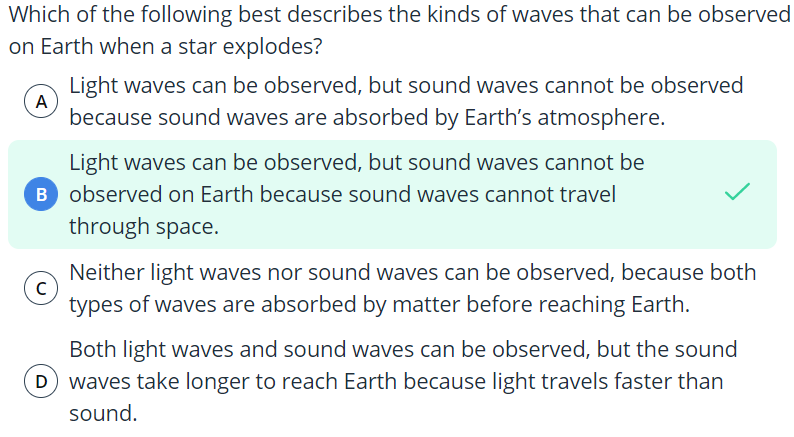 Which of the following best describes the kinds of waves that can be observed
on Earth when a star explodes?
A
Light waves can be observed, but sound waves cannot be observed
because sound waves are absorbed by Earth’s atmosphere.
B
Light waves can be observed, but sound waves cannot be
observed on Earth because sound waves cannot travel
through space.
C
Neither light waves nor sound waves can be observed, because both
types of waves are absorbed by matter before reaching Earth.
D
Both light waves and sound waves can be observed, but the sound
waves take longer to reach Earth because light travels faster than
sound.